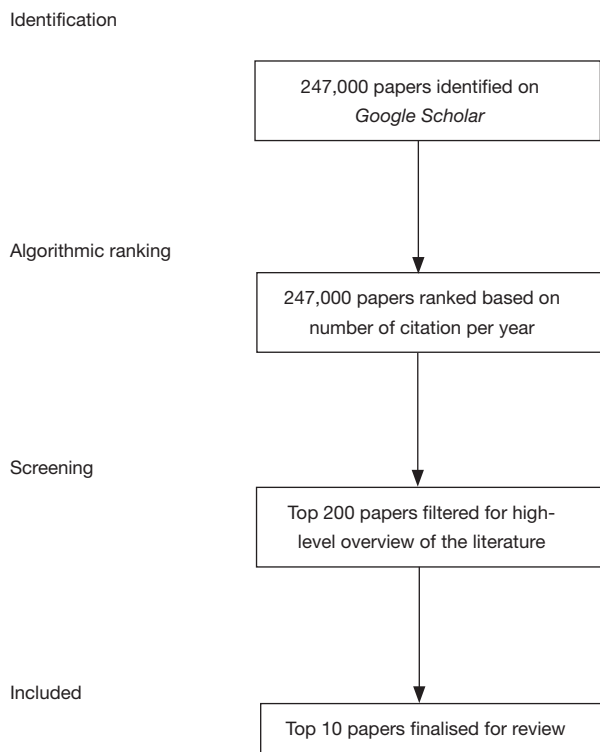 Identification
247,000 papers identified on
Google Scholar
Algorithmic ranking
247,000 papers ranked based on
number of citation per year
Screening
Top 200 papers filtered for high-
level overview of the literature
Included
Top 10 papers finalised for review